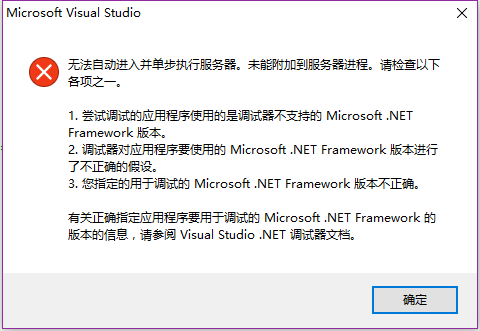 Microsoft Visual Studio
无法自动进入并单步执行服务器。未能附加到服务器进程。请检查以下
各项之一。
1. 尝试调试的应用程序使用的是调试器不支持的 Microsoft .NET
Framework 版本。
2. 调试器对应用程序要使用的 Microsoft .NET Framework 版本进行
了不正确的假设。
3. 您指定的用于调试的 Microsoft .NET Framework 版本不正确。
有关正确指定应用程序要用于调试的 Microsoft .NET Framework 的
版本的信息，请参阅 Visual Studio .NET 调试器文档。
确定